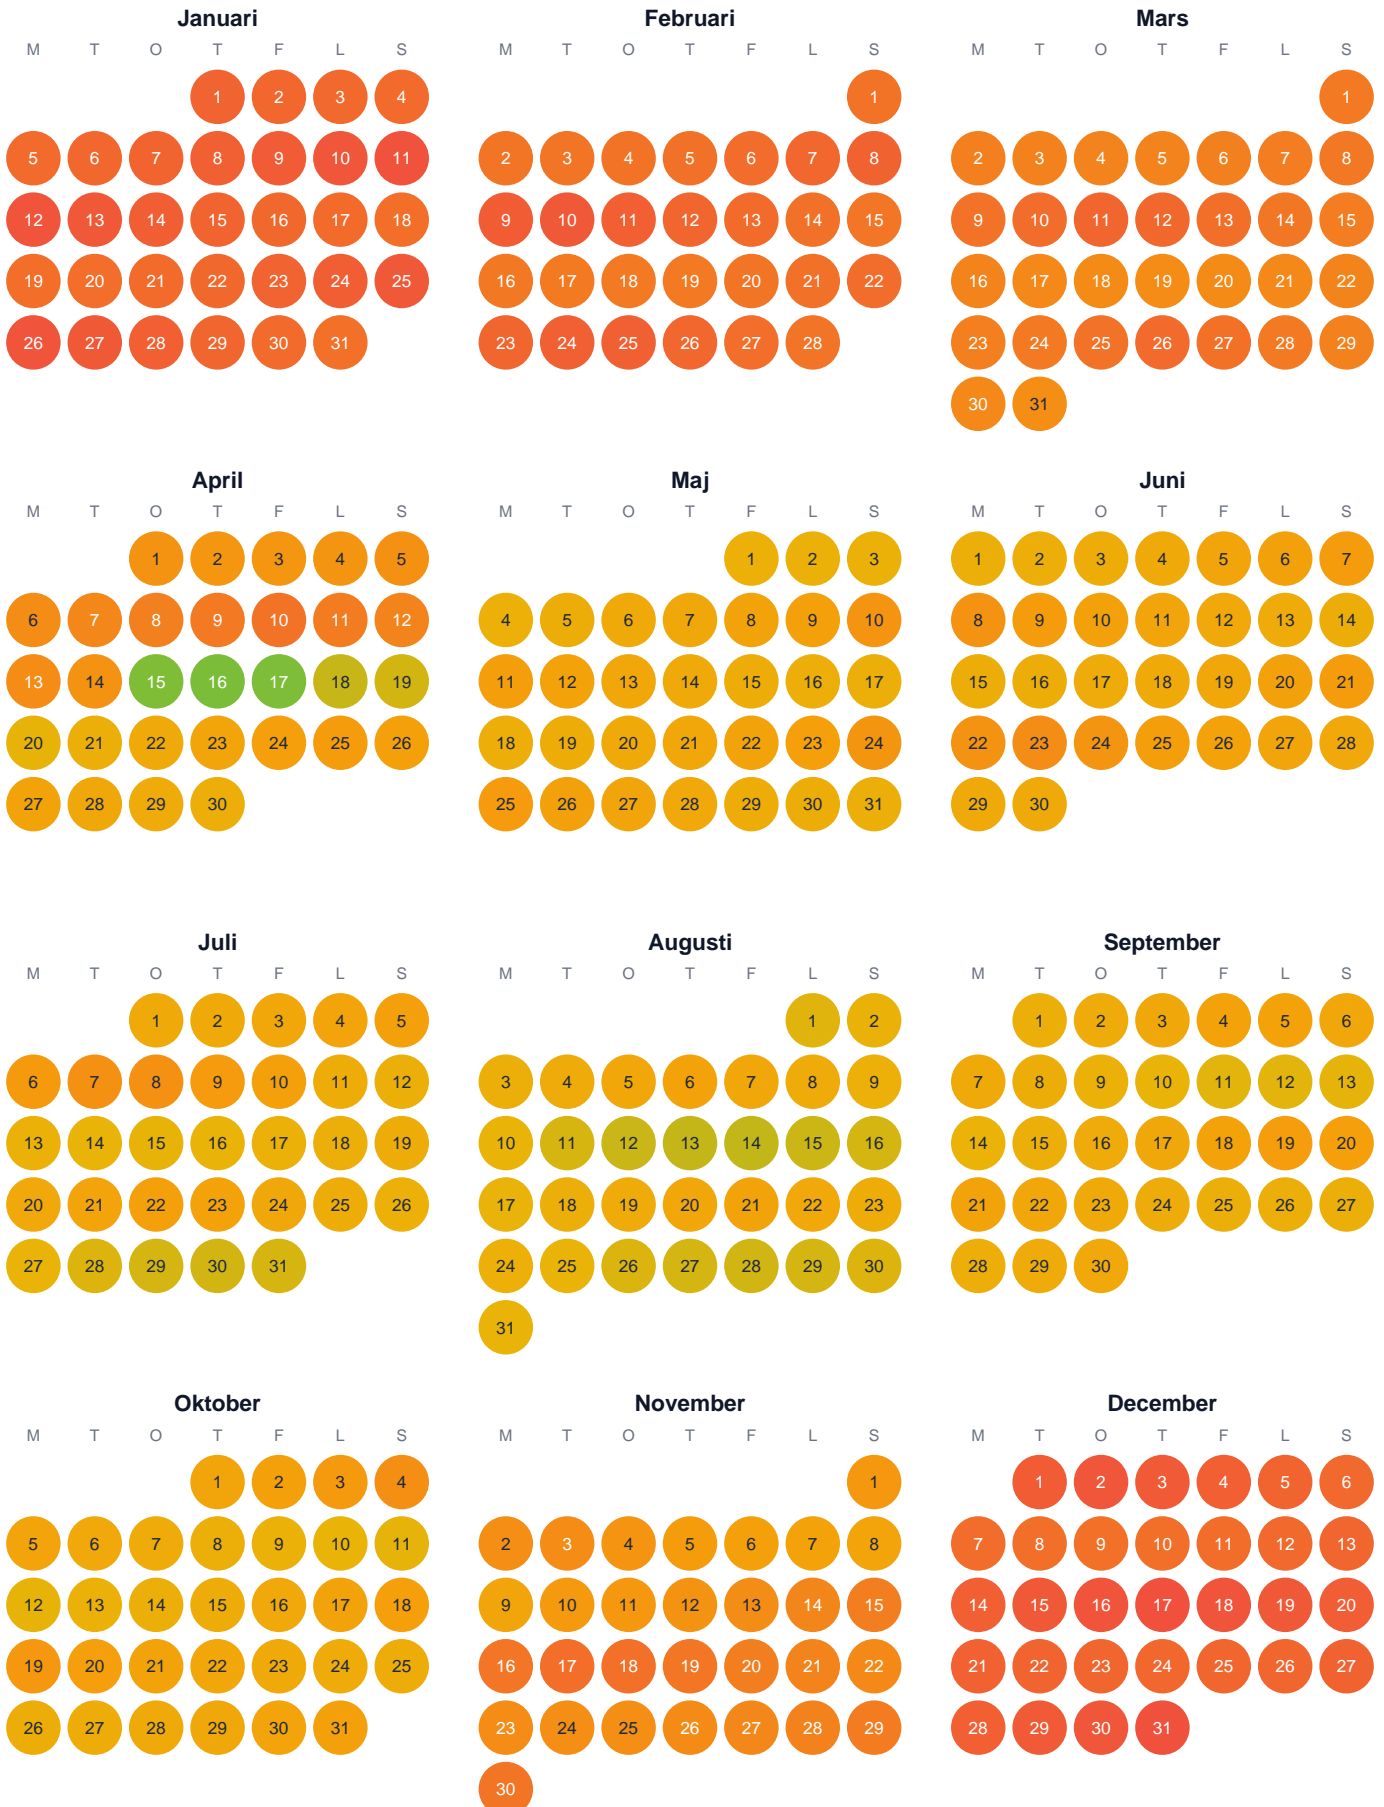 Januari Februari Mars
M T O T F L S M T O T F L S M T O T F L S
1 2 3 4 1 1
5 6 7 8 9 10 11 2 3 4 5 6 7 8 2 3 4 5 6 7 8
12 13 14 15 16 17 18 9 10 11 12 13 14 15 9 10 11 12 13 14 15
19 20 21 22 23 24 25 16 17 18 19 20 21 22 16 17 18 19 20 21 22
26 27 28 29 30 31 23 24 25 26 27 28 23 24 25 26 27 28 29
30 31
April Maj Juni
M T O T F L S M T O T F L S M T O T F L S
1 2 3 4 5 1 2 3 1 2 3 4 5 6 7
6 7 8 9 10 11 12 4 5 6 7 8 9 10 8 9 10 11 12 13 14
13 14 15 16 17 18 19 11 12 13 14 15 16 17 15 16 17 18 19 20 21
20 21 22 23 24 25 26 18 19 20 21 22 23 24 22 23 24 25 26 27 28
27 28 29 30 25 26 27 28 29 30 31 29 30
Juli Augusti September
M T O T F L S M T O T F L S M T O T F L S
1 2 3 4 5 1 2 1 2 3 4 5 6
6 7 8 9 10 11 12 3 4 5 6 7 8 9 7 8 9 10 11 12 13
13 14 15 16 17 18 19 10 11 12 13 14 15 16 14 15 16 17 18 19 20
20 21 22 23 24 25 26 17 18 19 20 21 22 23 21 22 23 24 25 26 27
27 28 29 30 31 24 25 26 27 28 29 30 28 29 30
31
Oktober November December
M T O T F L S M T O T F L S M T O T F L S
1 2 3 4 1 1 2 3 4 5 6
5 6 7 8 9 10 11 2 3 4 5 6 7 8 7 8 9 10 11 12 13
12 13 14 15 16 17 18 9 10 11 12 13 14 15 14 15 16 17 18 19 20
19 20 21 22 23 24 25 16 17 18 19 20 21 22 21 22 23 24 25 26 27
26 27 28 29 30 31 23 24 25 26 27 28 29 28 29 30 31
30